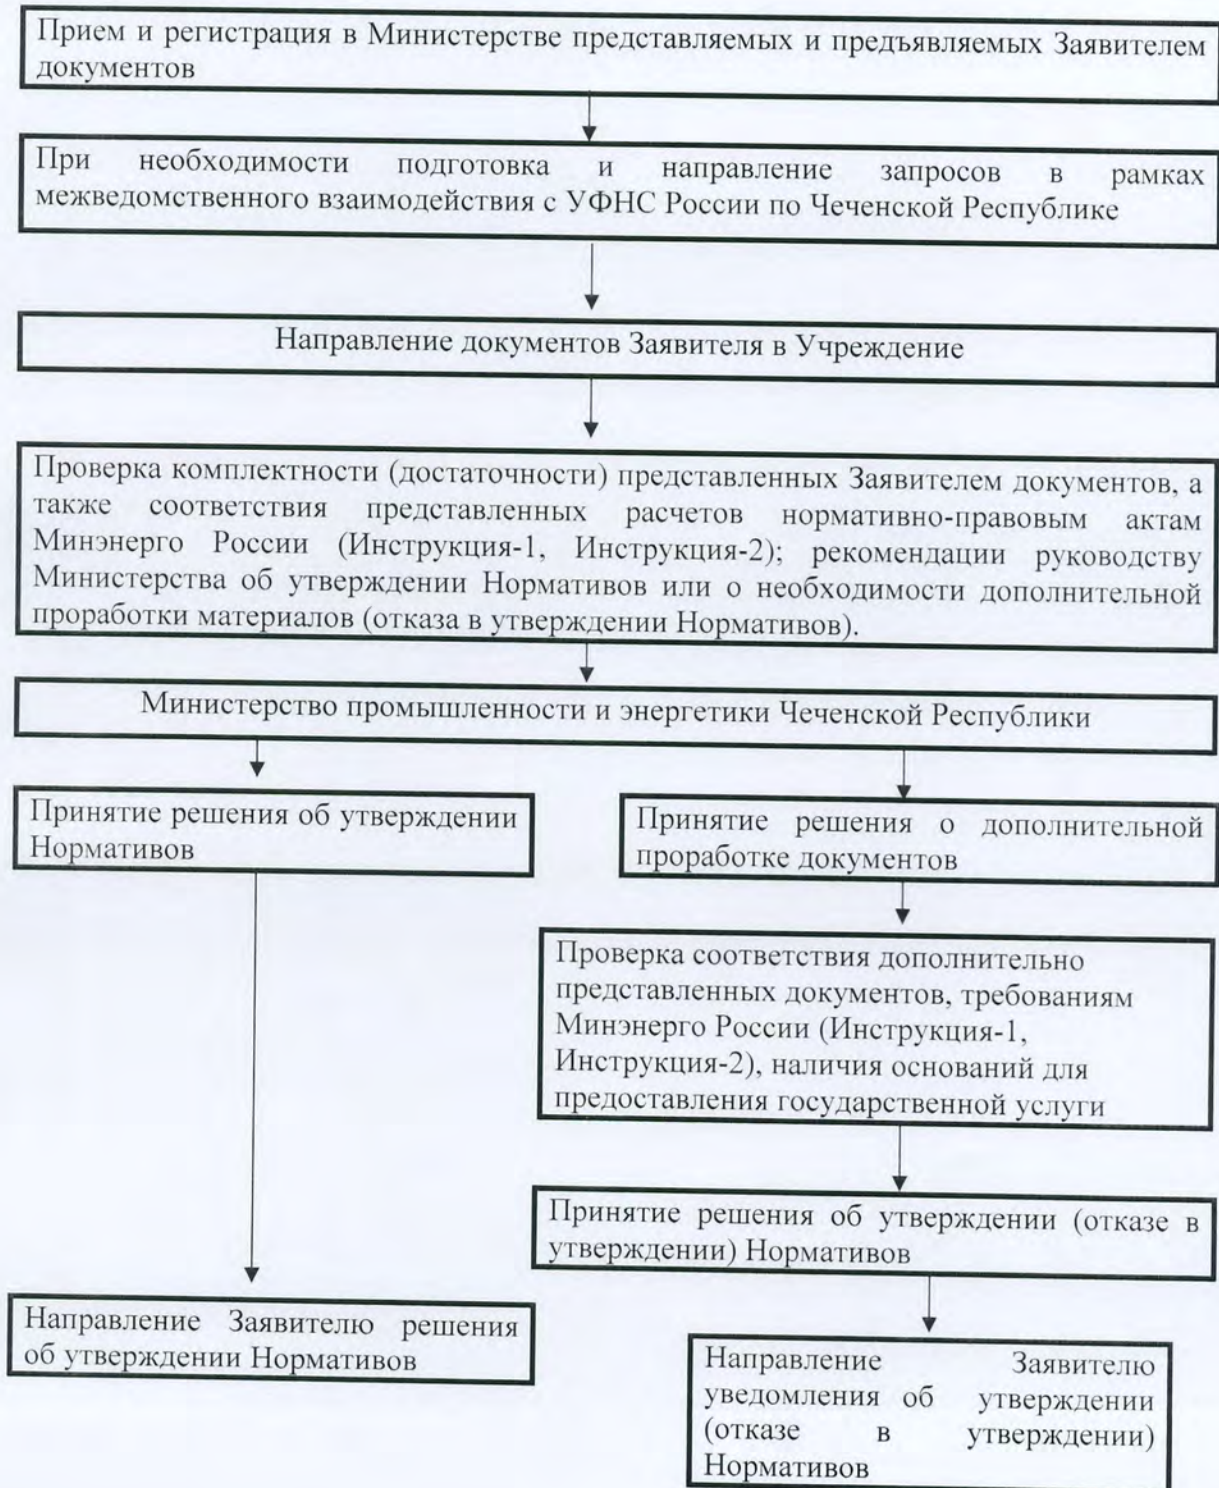 Прием и регистрация в Министерстве представляемых и предъявляемых Заявителем
документов
При необходимости подготовка и направление запросов в рамках
межведомственного взаимодействия с УФНС России по Чеченской Республике
Направление документов Заявителя в Учреждение
Проверка комплектности (достаточности) представленных Заявителем документов, а
также соответствия представленных расчетов нормативно-правовым актам
Минэнерго России (Инструкция-1, Инструкция-2); рекомендации руководству
Министерства об утверждении Нормативов или о необходимости дополнительной
проработки материалов (отказа в утверждении Нормативов).
Министерство промышленности и энергетики Чеченской Республики
Принятие решения об утверждении
Нормативов
Принятие решения о дополнительной
проработке документов
Проверка соответствия дополнительно
представленных документов, требованиям
Минэнерго России (Инструкция-1,
Инструкция-2), наличия оснований для
предоставления государственной услуги
Принятие решения об утверждении (отказе в
утверждении) Нормативов
Направление Заявителю решения
об утверждении Нормативов
Направление Заявителю
уведомления об утверждении
(отказе в утверждении)
Нормативов